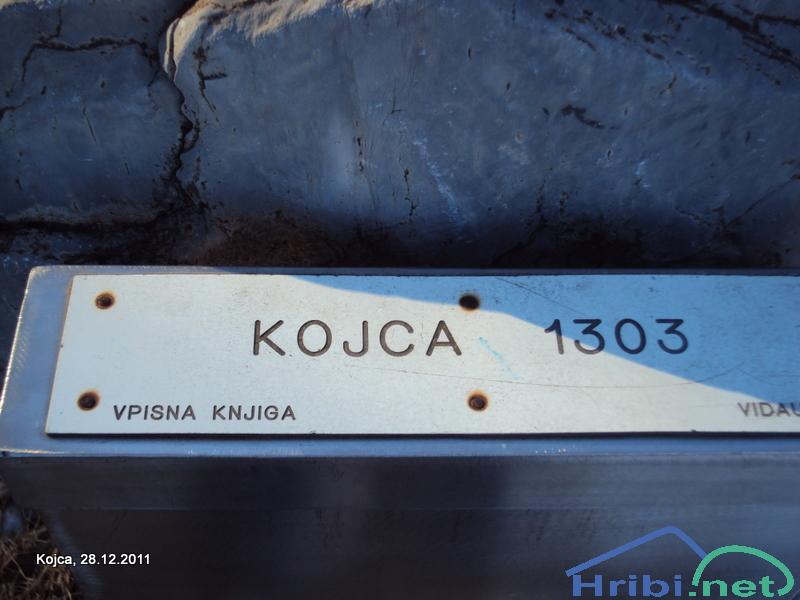 KOJCA 1303
VPISNA KNJIGA
Kojca, 28.12.2011
Hribi.net